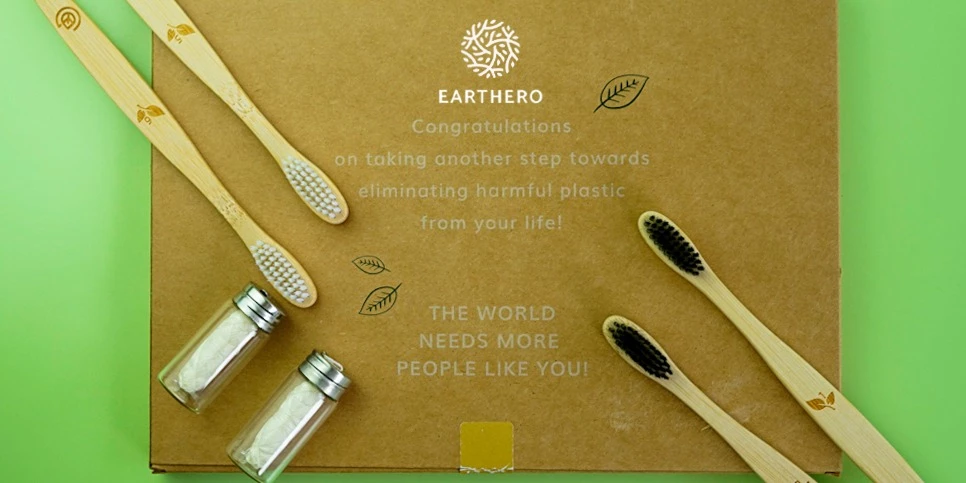 EARTHERO
Congratulations
on taking another step towards
eliminating harmful plastic
from your life!
THE WORLD
NEEDS MORE
PEOPLE LIKE YOU!